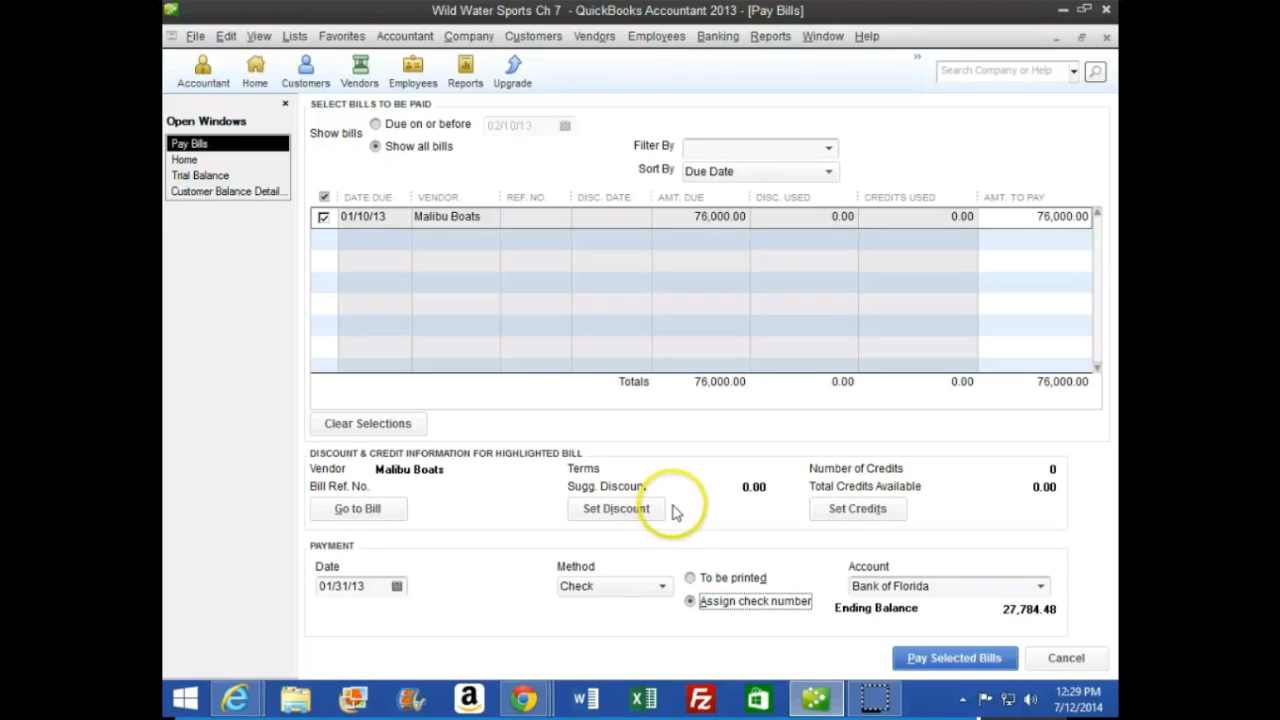 Wild Water Sports Ch 7 - QuickBooks Accountant 2013 - [Pay Bills]
File Edit View Lists Favorites Accountant Company Customers Vendors Employees Banking Reports Window Help
Accountant Home Customers Vendors Employees Reports Upgrade
»
Search Company or Help
Open Windows
Pay Bills
Home
Trial Balance
Customer Balance Detail...
SELECT BILLS TO BE PAID
Show bills
Due on or before 02/10/13
Show all bills
Filter By
Sort By Due Date
DATE DUE VENDOR REF. NO. DISC. DATE AMT. DUE DISC. USED CREDITS USED AMT. TO PAY
01/10/13 Malibu Boats 76,000.00 0.00 0.00 76,000.00
Totals 76,000.00 0.00 0.00 76,000.00
Clear Selections
DISCOUNT & CREDIT INFORMATION FOR HIGHLIGHTED BILL
Vendor Malibu Boats Terms Number of Credits 0
Bill Ref. No. Sugg. Discount 0.00 Total Credits Available 0.00
Go to Bill Set Discount Set Credits
PAYMENT
Date Method Account
01/31/13 Check To be printed Bank of Florida
Assign check number Ending Balance 27,784.48
Pay Selected Bills Cancel
12:29 PM
7/12/2014